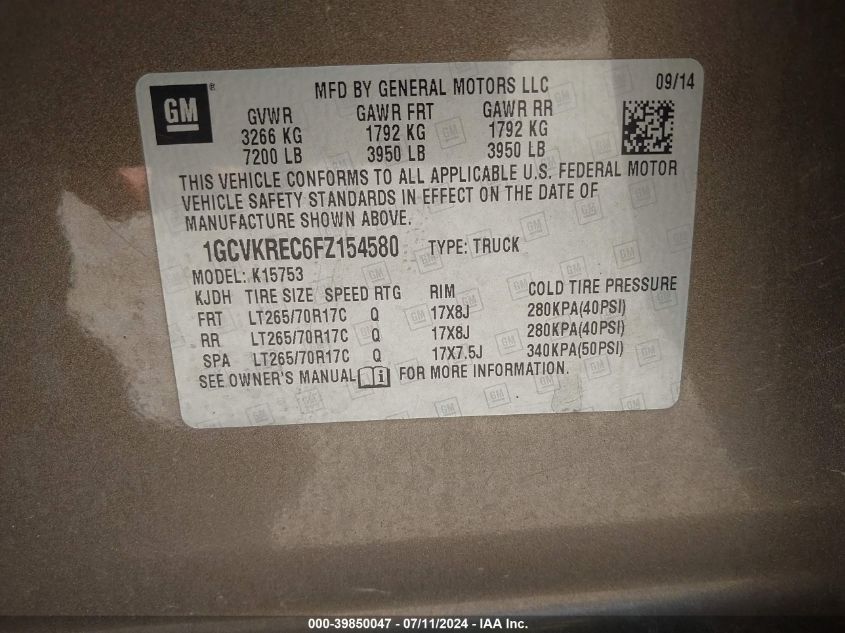 GM
®
MFD BY GENERAL MOTORS LLC 09/14
GVWR GAWR FRT GAWR RR
3266 KG 1792 KG 1792 KG
7200 LB 3950 LB 3950 LB
THIS VEHICLE CONFORMS TO ALL APPLICABLE U.S. FEDERAL MOTOR
VEHICLE SAFETY STANDARDS IN EFFECT ON THE DATE OF
MANUFACTURE SHOWN ABOVE.
1GCVKREC6FZ154580 TYPE: TRUCK
MODEL: K15753
KJDH TIRE SIZE SPEED RTG RIM COLD TIRE PRESSURE
FRT LT265/70R17C Q 17X8J 280KPA(40PSI)
RR LT265/70R17C Q 17X8J 280KPA(40PSI)
SPA LT265/70R17C Q 17X7.5J 340KPA(50PSI)
SEE OWNER'S MANUAL i FOR MORE INFORMATION.
000-39850047 - 07/11/2024 - IAA Inc.